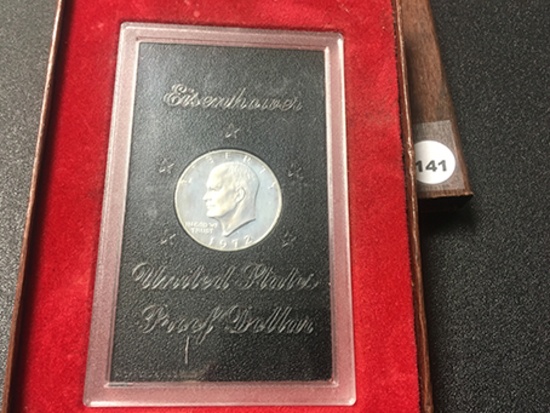 Eisenhower
LIBERTY
IN GOD WE
TRUST
1972
United States
Proof Dollar
141